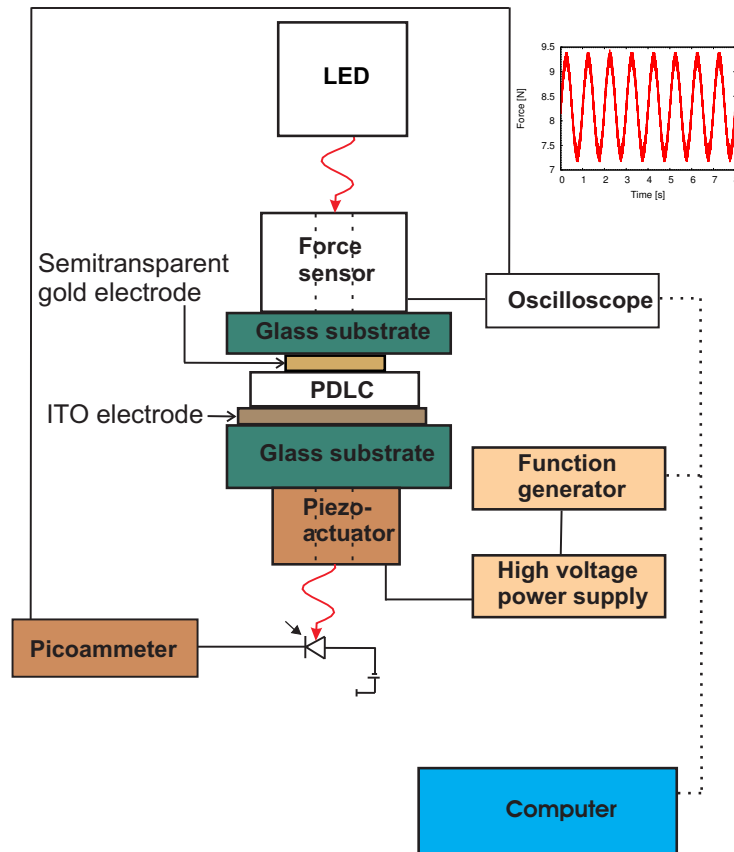 LED
9.5
9
8.5
8
7.5
7
Force [N]
0 1 2 3 4 5 6 7
Time [s]
Force
sensor
Semitransparent
gold electrode
Oscilloscope
Glass substrate
PDLC
ITO electrode
Glass substrate
Function
generator
Piezo-
actuator
High voltage
power supply
Picoammeter
Computer